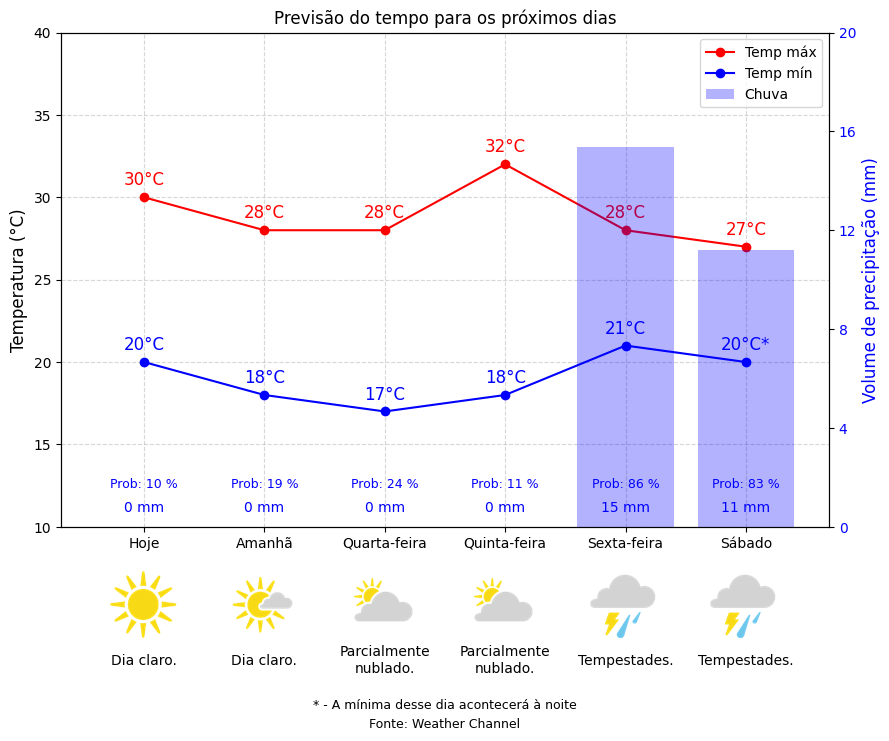 Previsão do tempo para os próximos dias
Temperatura (°C)
Volume de precipitação (mm)
40
35
30
25
20
15
10
20
16
12
8
4
0
Temp máx
Temp mín
Chuva
30°C
28°C
28°C
32°C
28°C
27°C
20°C
18°C
17°C
18°C
21°C
20°C*
Prob: 10 %
Prob: 19 %
Prob: 24 %
Prob: 11 %
Prob: 86 %
Prob: 83 %
0 mm
0 mm
0 mm
0 mm
15 mm
11 mm
Hoje
Amanhã
Quarta-feira
Quinta-feira
Sexta-feira
Sábado
Dia claro.
Dia claro.
Parcialmente
nublado.
Parcialmente
nublado.
Tempestades.
Tempestades.
* - A mínima desse dia acontecerá à noite
Fonte: Weather Channel